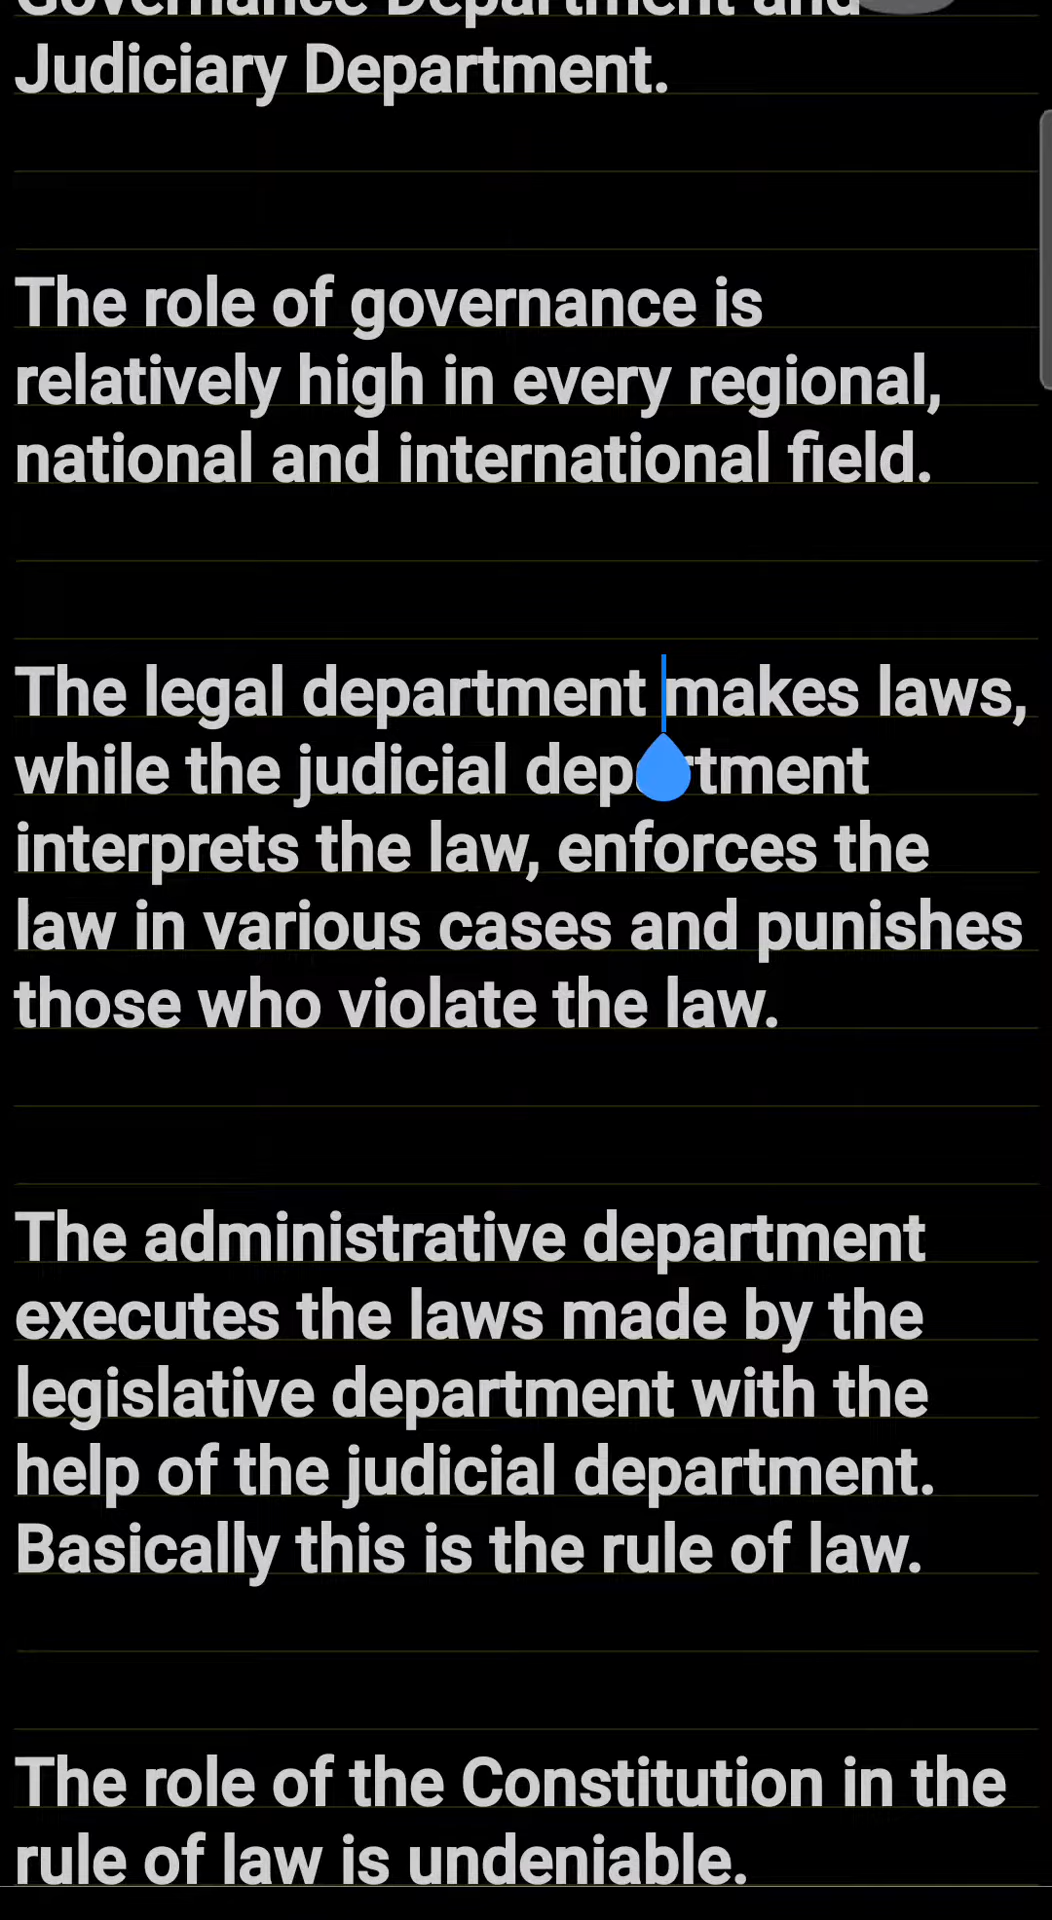 Governance Department and
Judiciary Department.
The role of governance is
relatively high in every regional,
national and international field.
The legal department makes laws,
while the judicial department
interprets the law, enforces the
law in various cases and punishes
those who violate the law.
The administrative department
executes the laws made by the
legislative department with the
help of the judicial department.
Basically this is the rule of law.
The role of the Constitution in the
rule of law is undeniable.